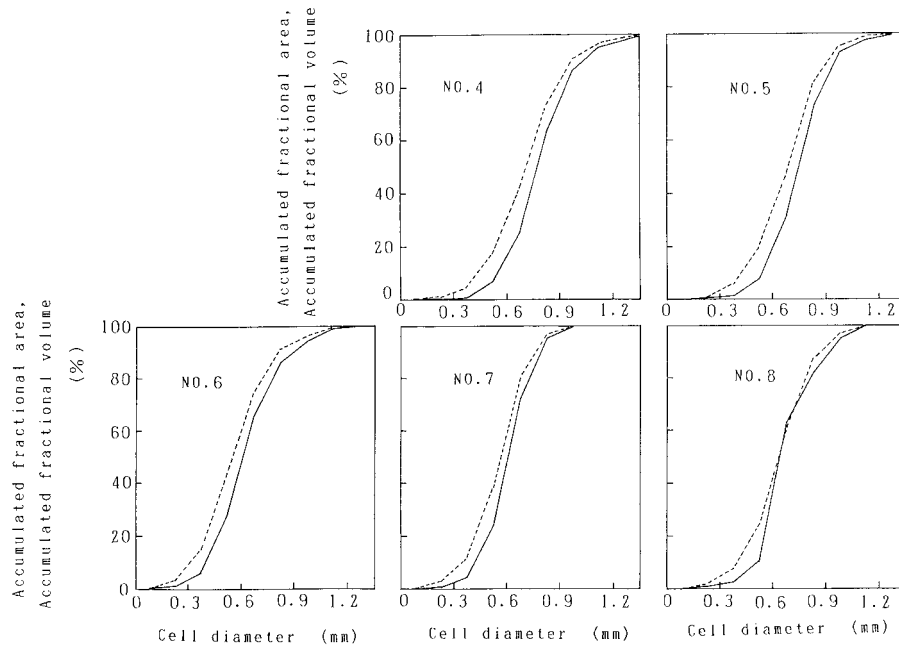 Accumulated fractional area,
Accumulated fractional volume
(%)
100
80
60
40
20
0
NO.4
NO.5
0 0.3 0.6 0.9 1.2
0 0.3 0.6 0.9 1.2
Accumulated fractional area,
Accumulated fractional volume
(%)
100
80
60
40
20
0
NO.6
NO.7
NO.8
0 0.3 0.6 0.9 1.2
0 0.3 0.6 0.9 1.2
0 0.3 0.6 0.9 1.2
Cell diameter (mm)
Cell diameter (mm)
Cell diameter (mm)